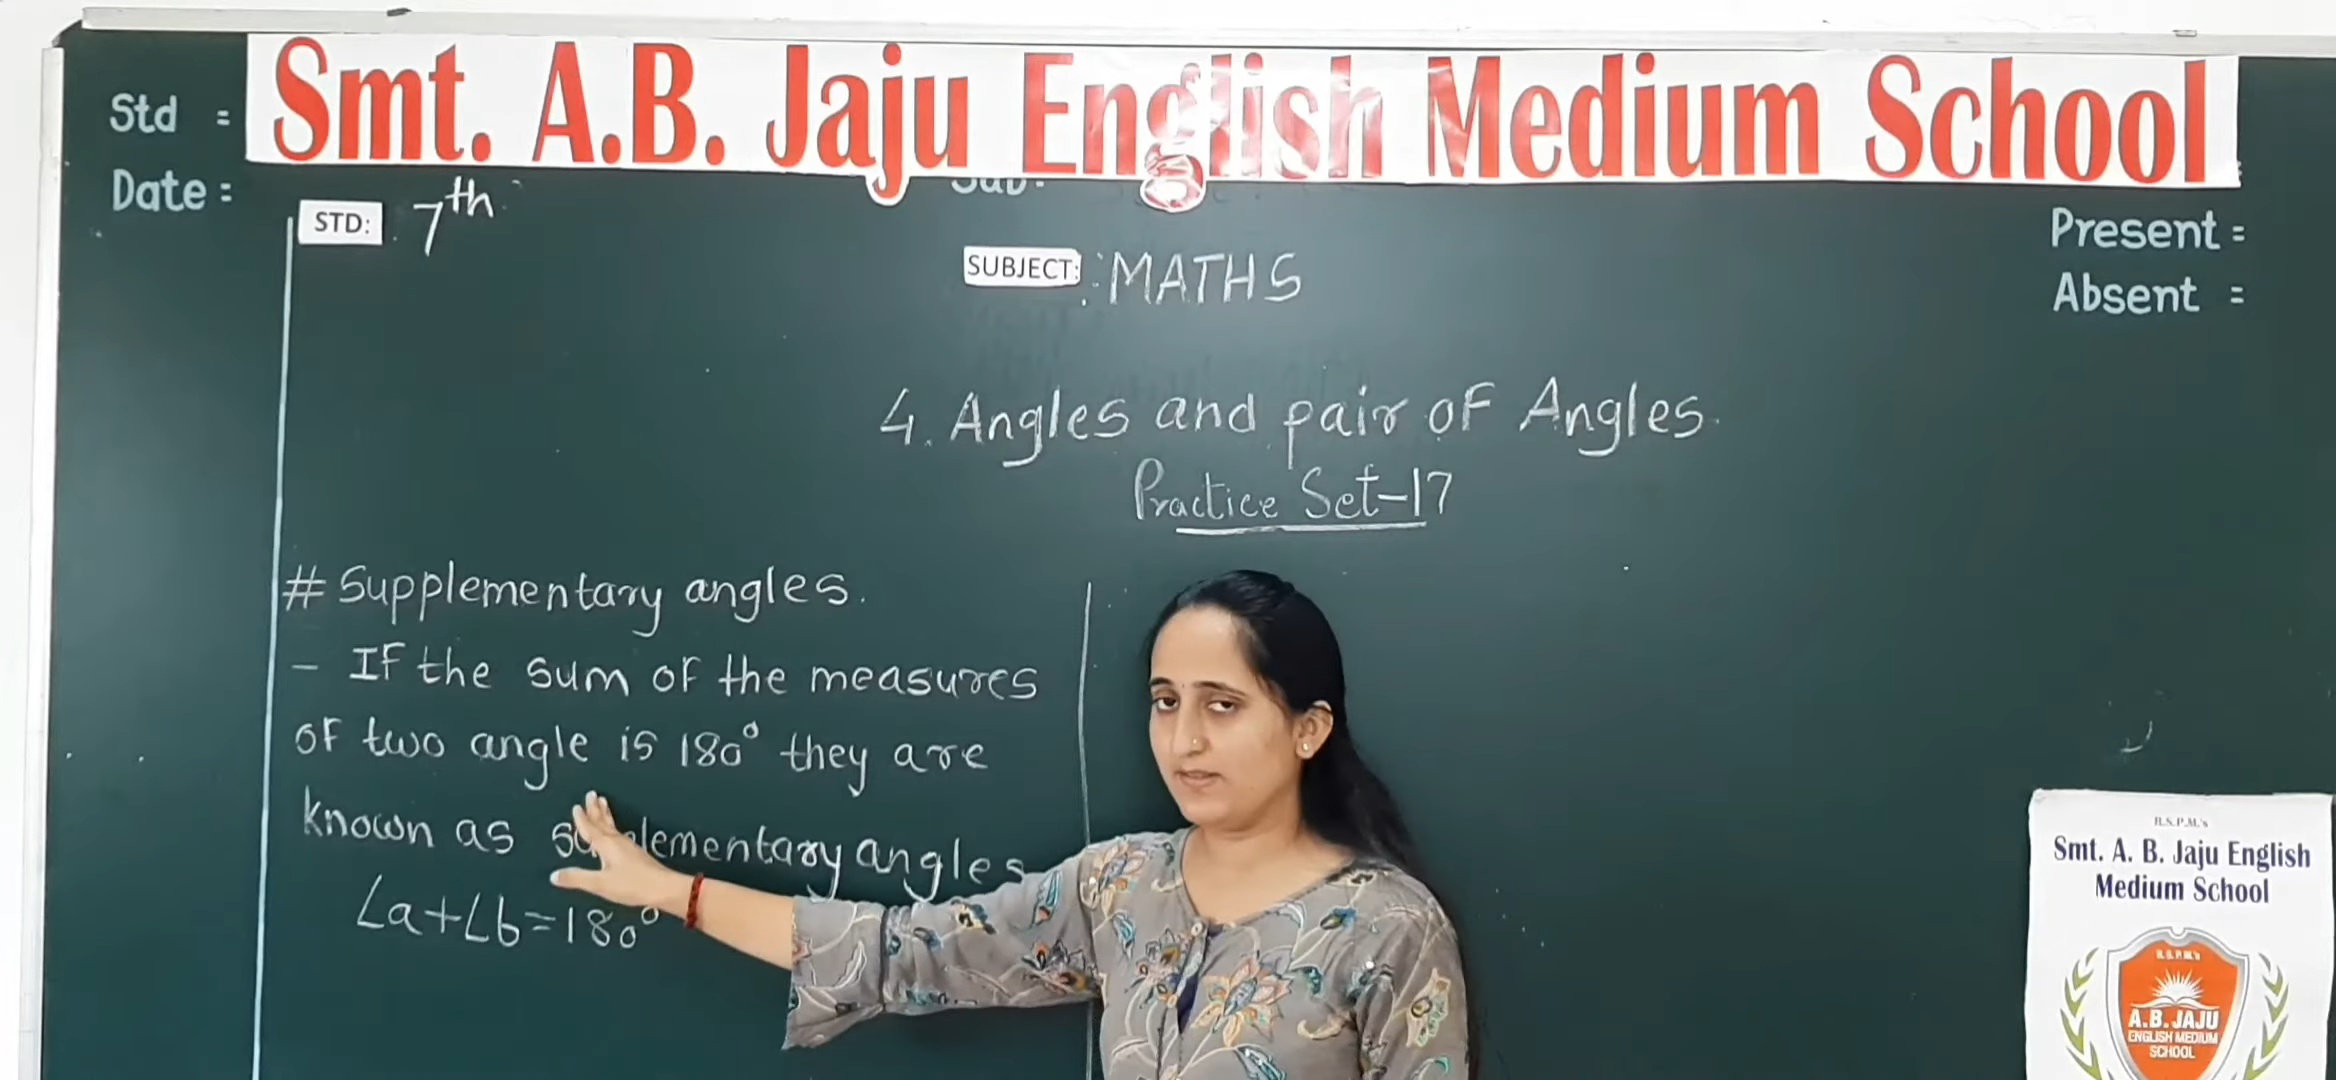 Smt. A.B. Jaju English Medium School
Std =
Date =
STD: 7th
SUBJECT: MATHS
Present =
Absent =
4. Angles and pair of Angles.
Practice Set-17
# Supplementary angles.
- If the sum of the measures
of two angle is 180° they are
known as supplementary angles
∠a+∠b=180°
Smt. A. B. Jaju English
Medium School
A.B. JAJU
ENGLISH MEDIUM
SCHOOL